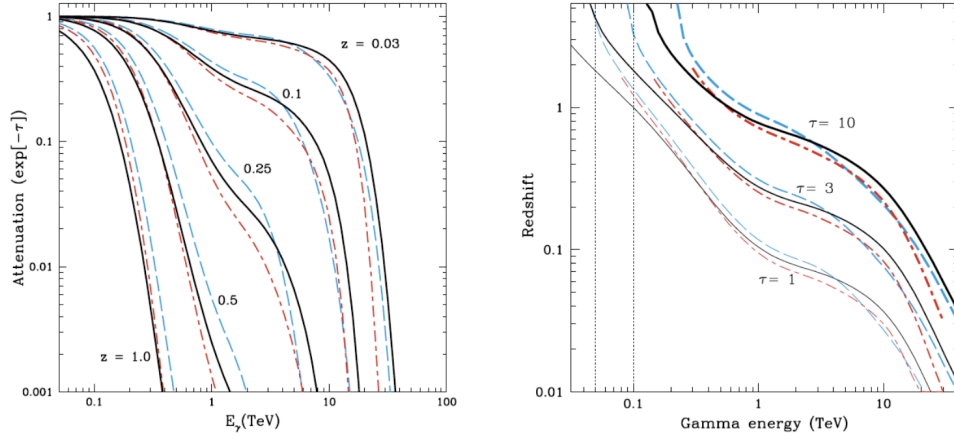 1
0.1
0.01
0.001
Attenuation (exp[-τ])
z = 0.03
0.1
0.25
0.5
z = 1.0
0.1
1
10
100
E_γ(TeV)
1
0.1
0.01
Redshift
τ= 10
τ= 3
τ= 1
0.1
1
10
Gamma energy (TeV)